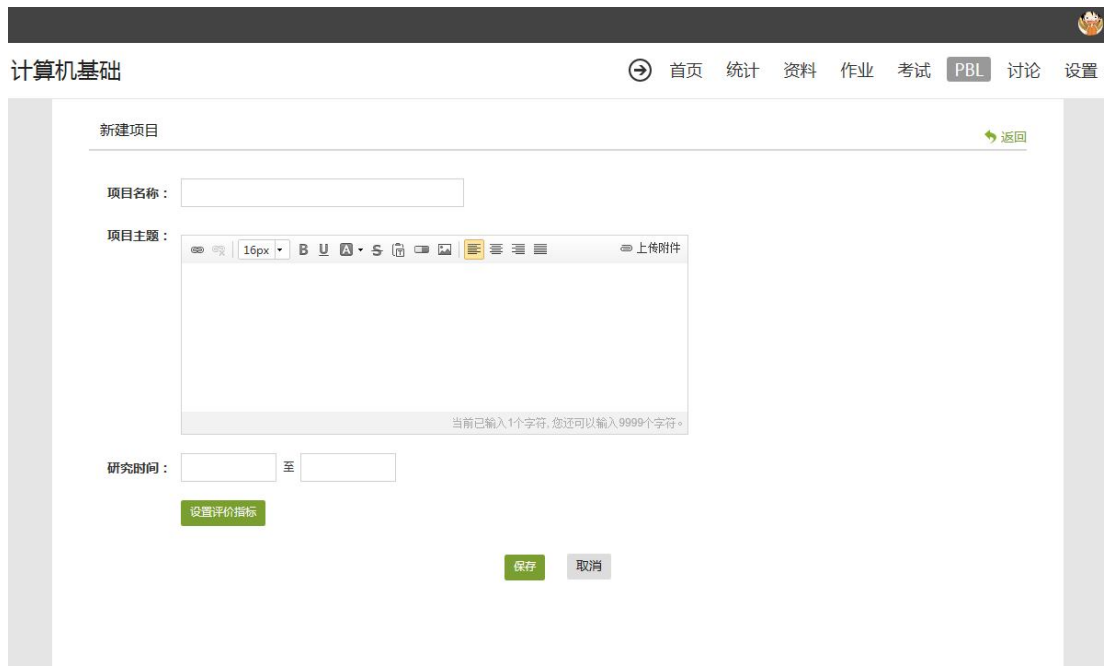 计算机基础
首页 统计 资料 作业 考试 PBL 讨论 设置
新建项目
返回
项目名称：
项目主题：
16px B U A S T 上传附件
当前已输入1个字符,您还可以输入9999个字符。
研究时间： 至
设置评价指标
保存 取消